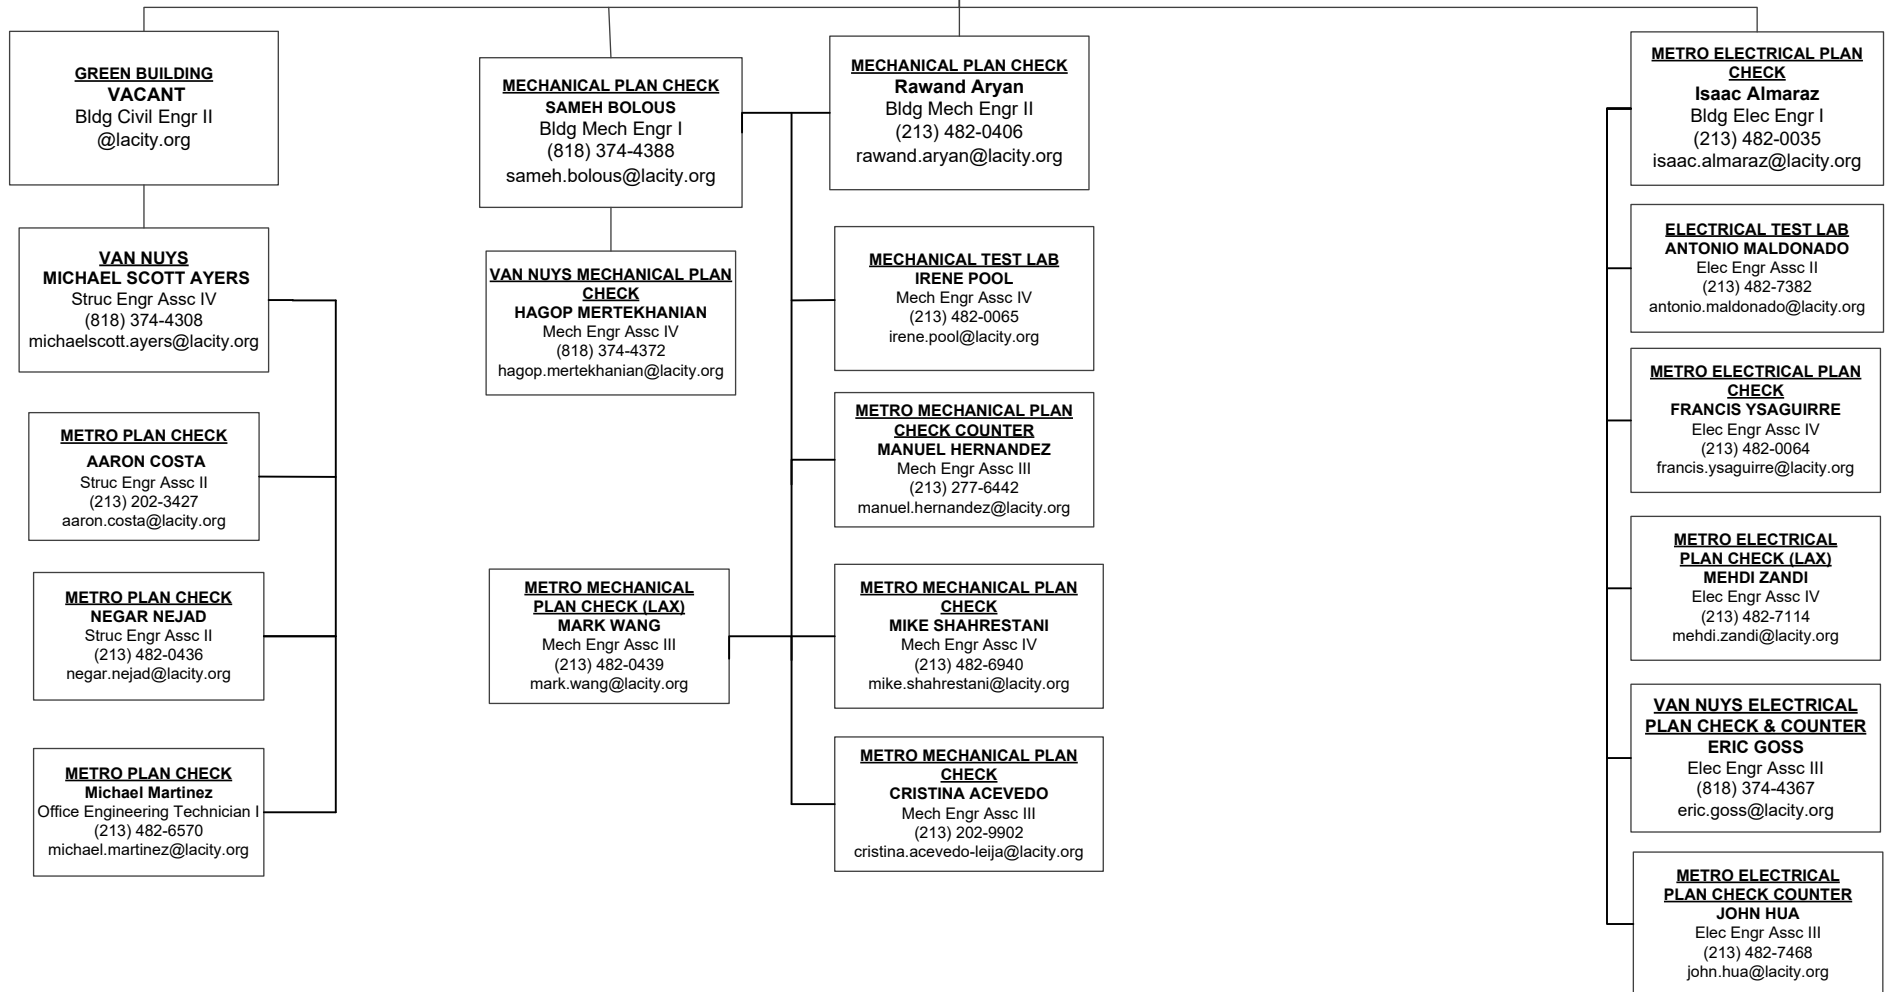 GREEN BUILDING
VACANT
Bldg Civil Engr II
@lacity.org
VAN NUYS
MICHAEL SCOTT AYERS
Struc Engr Assc IV
(818) 374-4308
michaelscott.ayers@lacity.org
METRO PLAN CHECK
AARON COSTA
Struc Engr Assc II
(213) 202-3427
aaron.costa@lacity.org
METRO PLAN CHECK
NEGAR NEJAD
Struc Engr Assc II
(213) 482-0436
negar.nejad@lacity.org
METRO PLAN CHECK
Michael Martinez
Office Engineering Technician I
(213) 482-6570
michael.martinez@lacity.org
MECHANICAL PLAN CHECK
SAMEH BOLOUS
Bldg Mech Engr I
(818) 374-4388
sameh.bolous@lacity.org
VAN NUYS MECHANICAL PLAN
CHECK
HAGOP MERTEKHANIAN
Mech Engr Assc IV
(818) 374-4372
hagop.mertekhanian@lacity.org
METRO MECHANICAL
PLAN CHECK (LAX)
MARK WANG
Mech Engr Assc III
(213) 482-0439
mark.wang@lacity.org
MECHANICAL PLAN CHECK
Rawand Aryan
Bldg Mech Engr II
(213) 482-0406
rawand.aryan@lacity.org
MECHANICAL TEST LAB
IRENE POOL
Mech Engr Assc IV
(213) 482-0065
irene.pool@lacity.org
METRO MECHANICAL PLAN
CHECK COUNTER
MANUEL HERNANDEZ
Mech Engr Assc III
(213) 277-6442
manuel.hernandez@lacity.org
METRO MECHANICAL PLAN
CHECK
MIKE SHAHRESTANI
Mech Engr Assc IV
(213) 482-6940
mike.shahrestani@lacity.org
METRO MECHANICAL PLAN
CHECK
CRISTINA ACEVEDO
Mech Engr Assc III
(213) 202-9902
cristina.acevedo-leija@lacity.org
METRO ELECTRICAL PLAN
CHECK
Isaac Almaraz
Bldg Elec Engr I
(213) 482-0035
isaac.almaraz@lacity.org
ELECTRICAL TEST LAB
ANTONIO MALDONADO
Elec Engr Assc II
(213) 482-7382
antonio.maldonado@lacity.org
METRO ELECTRICAL PLAN
CHECK
FRANCIS YSAGUIRRE
Elec Engr Assc IV
(213) 482-0064
francis.ysaguirre@lacity.org
METRO ELECTRICAL
PLAN CHECK (LAX)
MEHDI ZANDI
Elec Engr Assc IV
(213) 482-7114
mehdi.zandi@lacity.org
VAN NUYS ELECTRICAL
PLAN CHECK & COUNTER
ERIC GOSS
Elec Engr Assc III
(818) 374-4367
eric.goss@lacity.org
METRO ELECTRICAL
PLAN CHECK COUNTER
JOHN HUA
Elec Engr Assc III
(213) 482-7468
john.hua@lacity.org